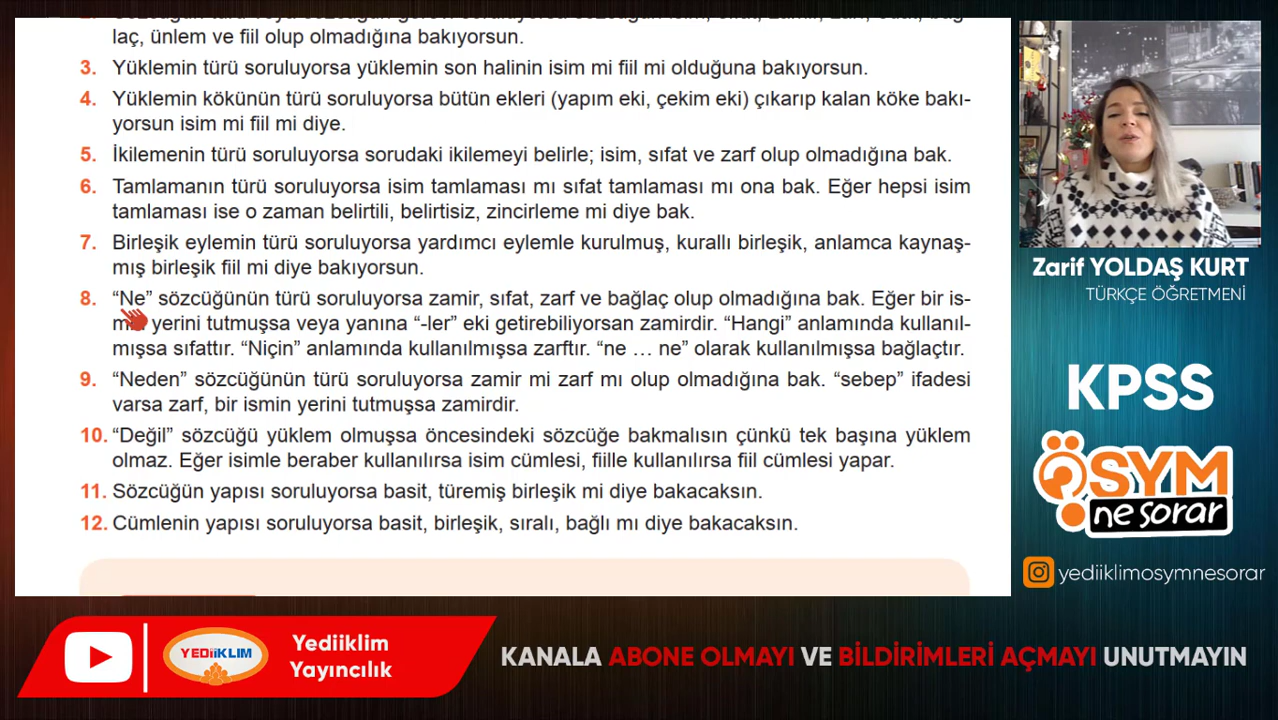 laç, ünlem ve fiil olup olmadığına bakıyorsun.
3. Yüklemin türü soruluyorsa yüklemin son halinin isim mi fiil mi olduğuna bakıyorsun.
4. Yüklemin kökünün türü soruluyorsa bütün ekleri (yapım eki, çekim eki) çıkarıp kalan köke bakı-
yorsun isim mi fiil mi diye.
5. İkilemenin türü soruluyorsa sorudaki ikilemeyi belirle; isim, sıfat ve zarf olup olmadığına bak.
6. Tamlamanın türü soruluyorsa isim tamlaması mı sıfat tamlaması mı ona bak. Eğer hepsi isim
tamlaması ise o zaman belirtili, belirtisiz, zincirleme mi diye bak.
7. Birleşik eylemin türü soruluyorsa yardımcı eylemle kurulmuş, kurallı birleşik, anlamca kaynaş-
mış birleşik fiil mi diye bakıyorsun.
8. “Ne” sözcüğünün türü soruluyorsa zamir, sıfat, zarf ve bağlaç olup olmadığına bak. Eğer bir is-
yerini tutmuşsa veya yanına “-ler” eki getirebiliyorsan zamirdir. “Hangi” anlamında kullanıl-
mışsa sıfattır. “Niçin” anlamında kullanılmışsa zarftır. “ne … ne” olarak kullanılmışsa bağlaçtır.
9. “Neden” sözcüğünün türü soruluyorsa zamir mi zarf mı olup olmadığına bak. “sebep” ifadesi
varsa zarf, bir ismin yerini tutmuşsa zamirdir.
10. “Değil” sözcüğü yüklem olmuşsa öncesindeki sözcüğe bakmalısın çünkü tek başına yüklem
olmaz. Eğer isimle beraber kullanılırsa isim cümlesi, fiille kullanılırsa fiil cümlesi yapar.
11. Sözcüğün yapısı soruluyorsa basit, türemiş birleşik mi diye bakacaksın.
12. Cümlenin yapısı soruluyorsa basit, birleşik, sıralı, bağlı mı diye bakacaksın.
Zarif YOLDAŞ KURT
TÜRKÇE ÖĞRETMENİ
KPSS
ÖSYM
ne sorar
yediiklimosymnesorar
YEDİİKLİM
Yediiklim
Yayıncılık
KANALA ABONE OLMAYI VE BİLDİRİMLERİ AÇMAYI UNUTMAYIN